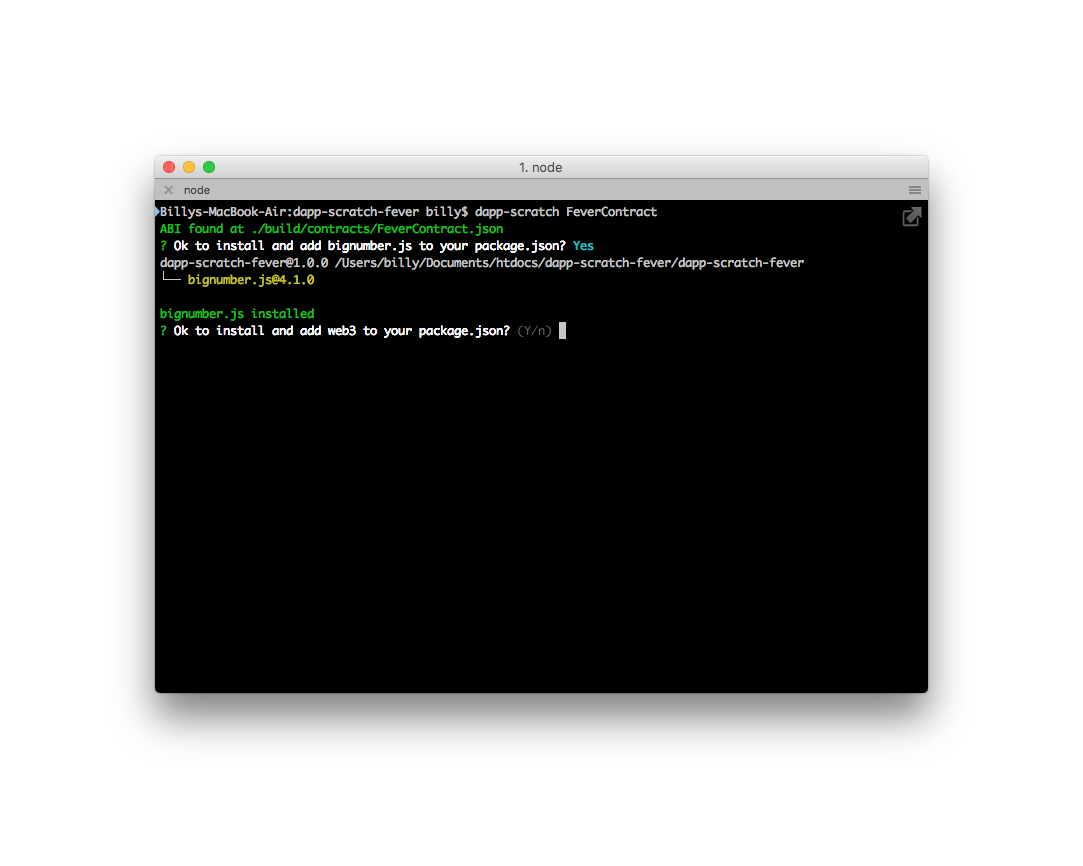 1. node
node
Billys-MacBook-Air:dapp-scratch-fever billy$ dapp-scratch FeverContract
ABI found at ./build/contracts/FeverContract.json
? Ok to install and add bignumber.js to your package.json? Yes
dapp-scratch-fever@1.0.0 /Users/billy/Documents/htdocs/dapp-scratch-fever/dapp-scratch-fever
└── bignumber.js@4.1.0
bignumber.js installed
? Ok to install and add web3 to your package.json? (Y/n)